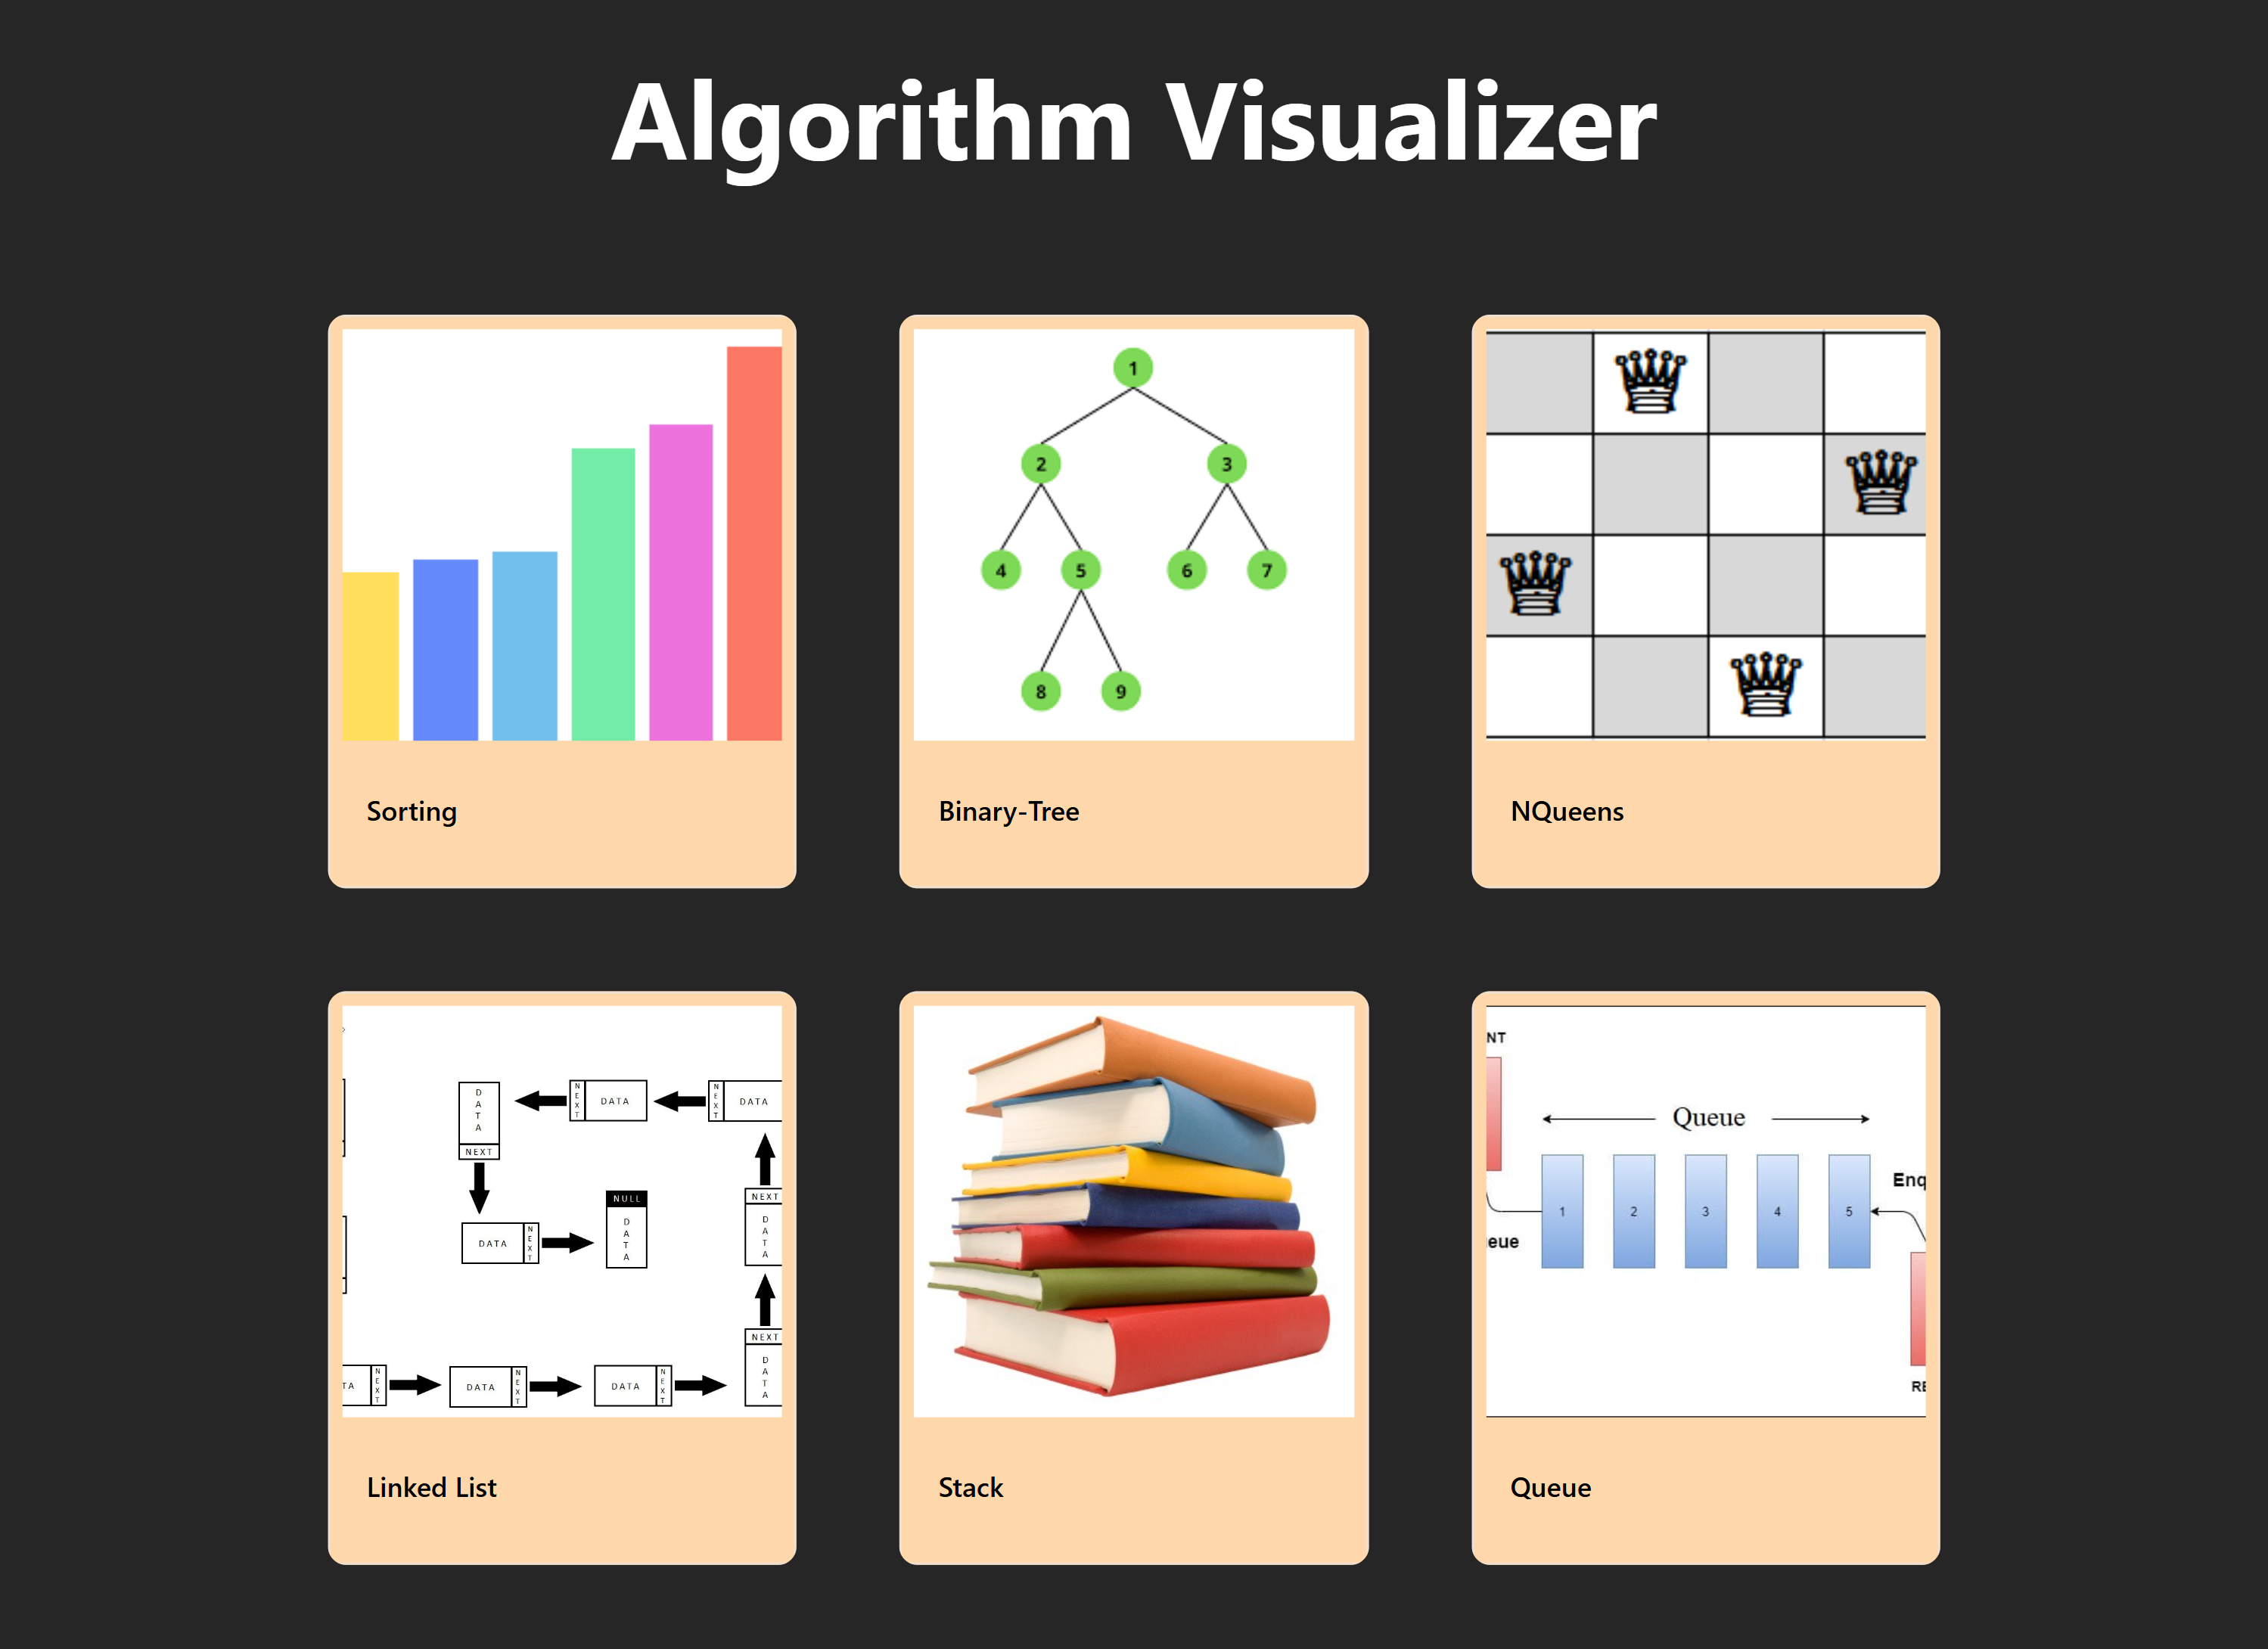 Algorithm Visualizer
1
2 3
4 5 6 7
8 9
Sorting
Binary-Tree
NQueens
DATA NEXT
NEXT DATA
NEXT DATA
DATA NEXT
NULL DATA
NEXT DATA
NEXT DATA
TA NEXT
DATA NEXT
DATA NEXT
NT
Queue
Enq
1 2 3 4 5
eue
RE
Linked List
Stack
Queue